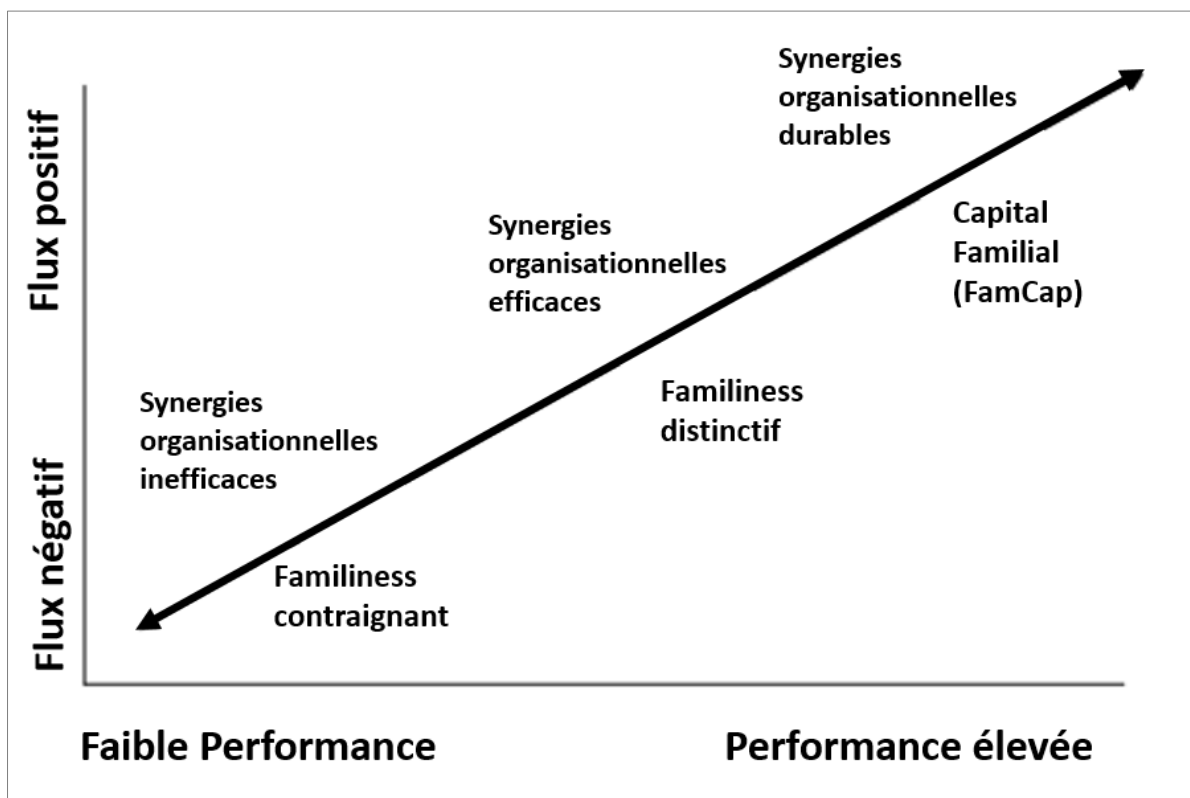 Synergies
organisationnelles
durables
Flux positif
Capital
Familial
(FamCap)
Synergies
organisationnelles
efficaces
Familiness
distinctif
Synergies
organisationnelles
inefficaces
Flux négatif
Familiness
contraignant
Faible Performance
Performance élevée